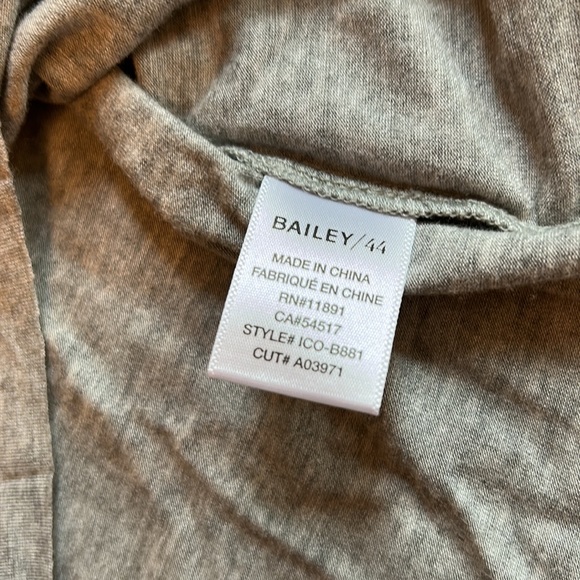 BAILEY/44
MADE IN CHINA
FABRIQUÉ EN CHINE
RN#11891
CA#54517
STYLE# ICO-B881
CUT# A03971